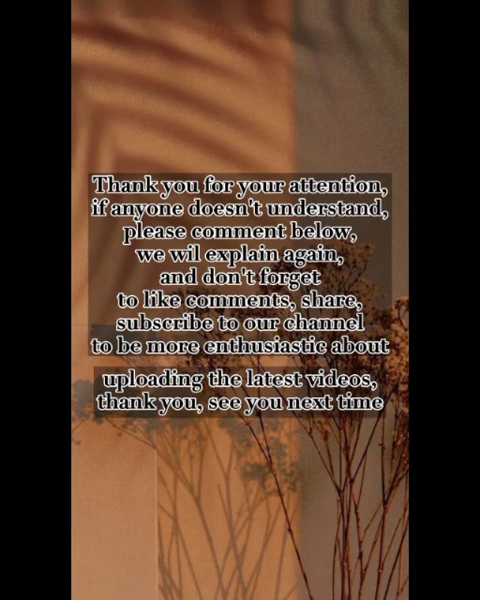 Thank you for your attention,
if anyone doesn't understand,
please comment below,
we wil explain again,
and don't forget
to like comments, share,
subscribe to our channel
to be more enthusiastic about
uploading the latest videos,
thank you, see you next time